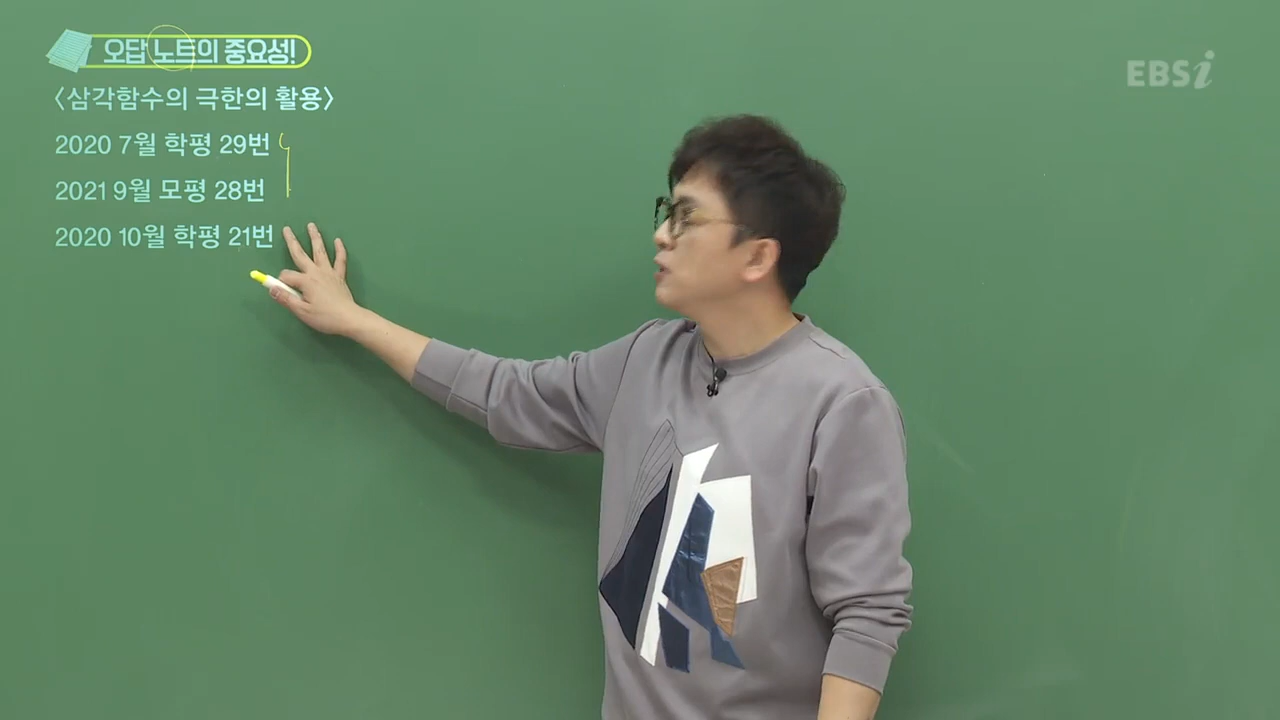 오답 노트의 중요성!
EBSi
<삼각함수의 극한의 활용>
2020 7월 학평 29번
2021 9월 모평 28번
2020 10월 학평 21번